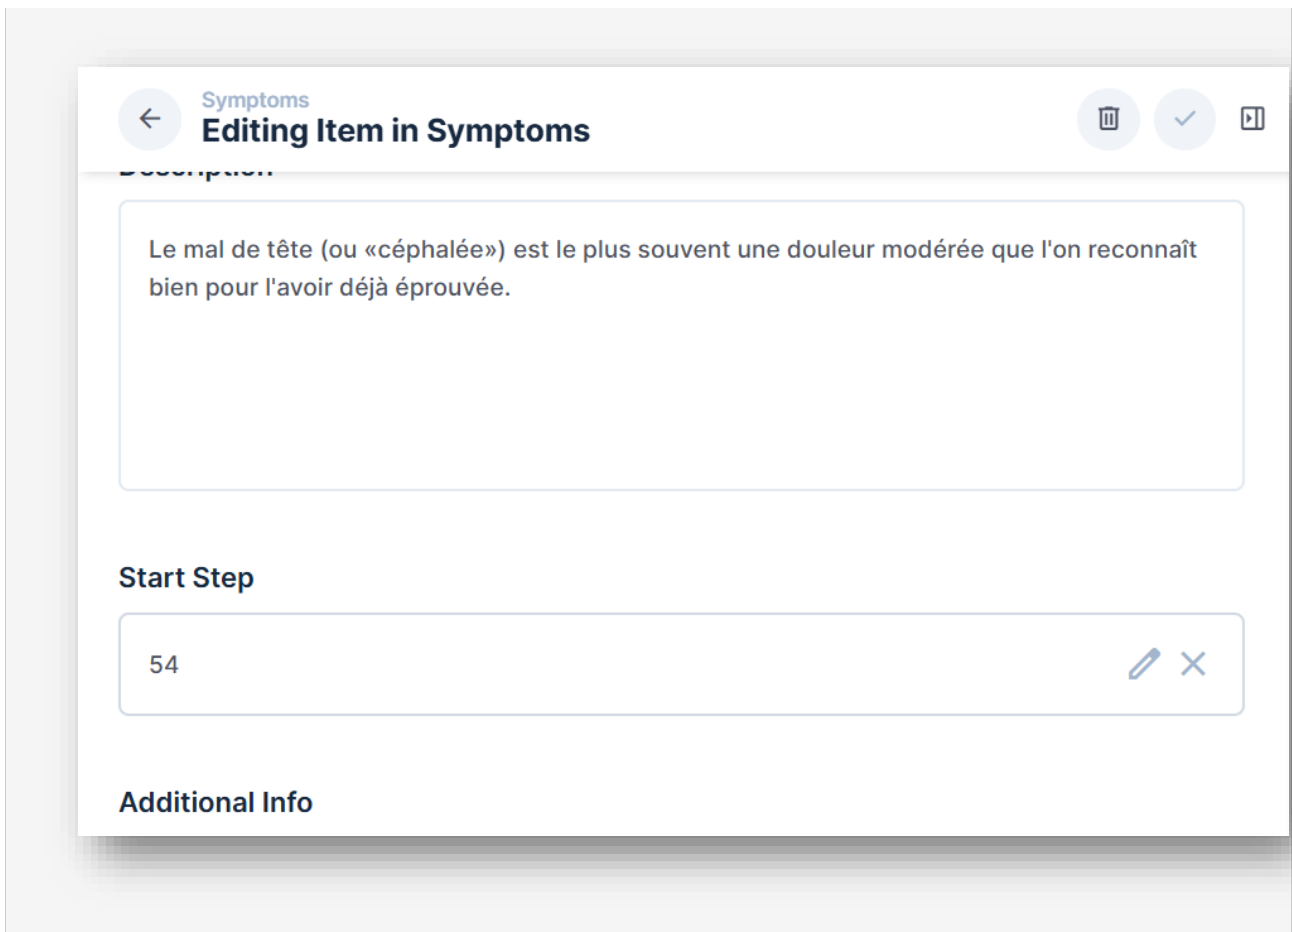 Symptoms
Editing Item in Symptoms
Description
Le mal de tête (ou «céphalée») est le plus souvent une douleur modérée que l'on reconnaît
bien pour l'avoir déjà éprouvée.
Start Step
54
Additional Info